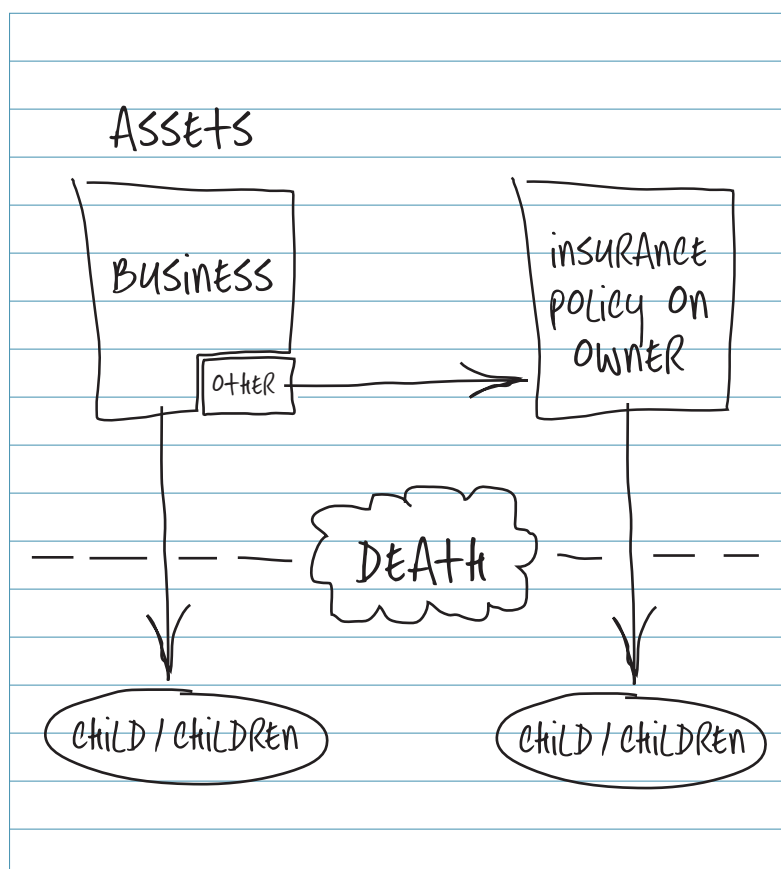 ASSETS
BUSINESS
INSURANCE
POLICY ON
OWNER
OTHER
DEATH
CHILD / CHILDREN
CHILD / CHILDREN